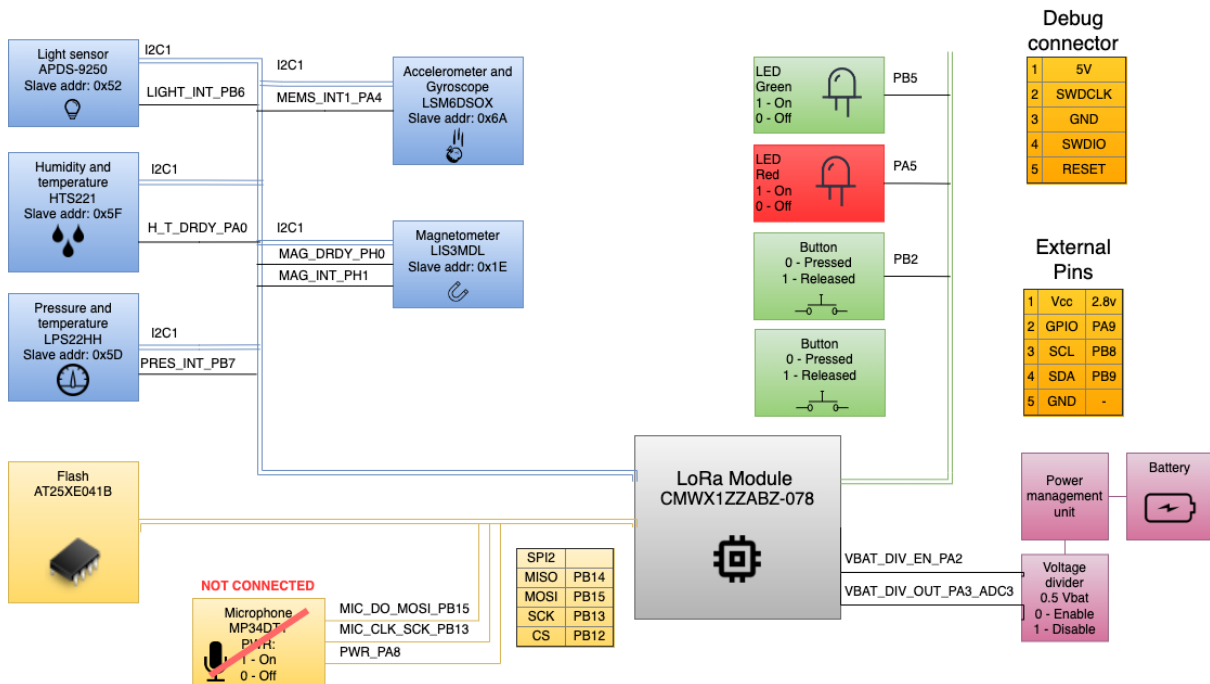 Light sensor
APDS-9250
Slave addr: 0x52
I2C1
LIGHT_INT_PB6
I2C1
MEMS_INT1_PA4
Accelerometer and
Gyroscope
LSM6DSOX
Slave addr: 0x6A
Humidity and
temperature
HTS221
Slave addr: 0x5F
I2C1
H_T_DRDY_PA0
I2C1
MAG_DRDY_PH0
MAG_INT_PH1
Magnetometer
LIS3MDL
Slave addr: 0x1E
Pressure and
temperature
LPS22HH
Slave addr: 0x5D
I2C1
PRES_INT_PB7
LED
Green
1 - On
0 - Off
PB5
LED
Red
1 - On
0 - Off
PA5
Button
0 - Pressed
1 - Released
PB2
Button
0 - Pressed
1 - Released
Debug
connector
1 5V
2 SWDCLK
3 GND
4 SWDIO
5 RESET
External
Pins
1 Vcc 2.8v
2 GPIO PA9
3 SCL PB8
4 SDA PB9
5 GND -
Flash
AT25XE041B
NOT CONNECTED
Microphone
PWR:
1 - On
0 - Off
MIC_DO_MOSI_PB15
MIC_CLK_SCK_PB13
PWR_PA8
SPI2
MISO PB14
MOSI PB15
SCK PB13
CS PB12
LoRa Module
CMWX1ZZABZ-078
VBAT_DIV_EN_PA2
VBAT_DIV_OUT_PA3_ADC3
Power
management
unit
Battery
Voltage
divider
0.5 Vbat
0 - Enable
1 - Disable